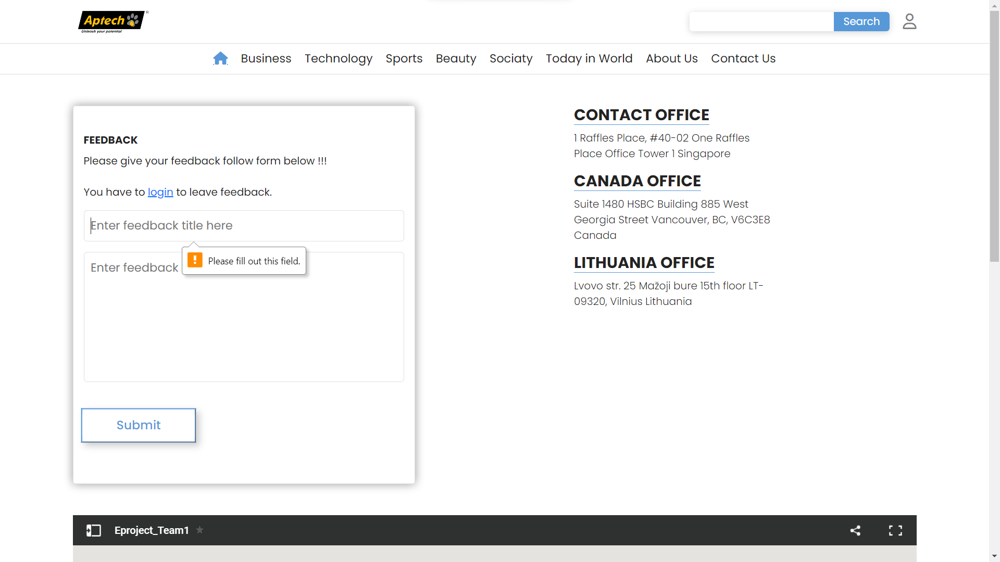 Aptech®
Unleash your potential
Search
Business Technology Sports Beauty Sociaty Today in World About Us Contact Us
FEEDBACK
Please give your feedback follow form below !!!
You have to login to leave feedback.
Enter feedback title here
Please fill out this field.
Enter feedback
Submit
CONTACT OFFICE
1 Raffles Place, #40-02 One Raffles
Place Office Tower 1 Singapore
CANADA OFFICE
Suite 1480 HSBC Building 885 West
Georgia Street Vancouver, BC, V6C3E8
Canada
LITHUANIA OFFICE
Lvovo str. 25 Mažoji bure 15th floor LT-
09320, Vilnius Lithuania
Eproject_Team1